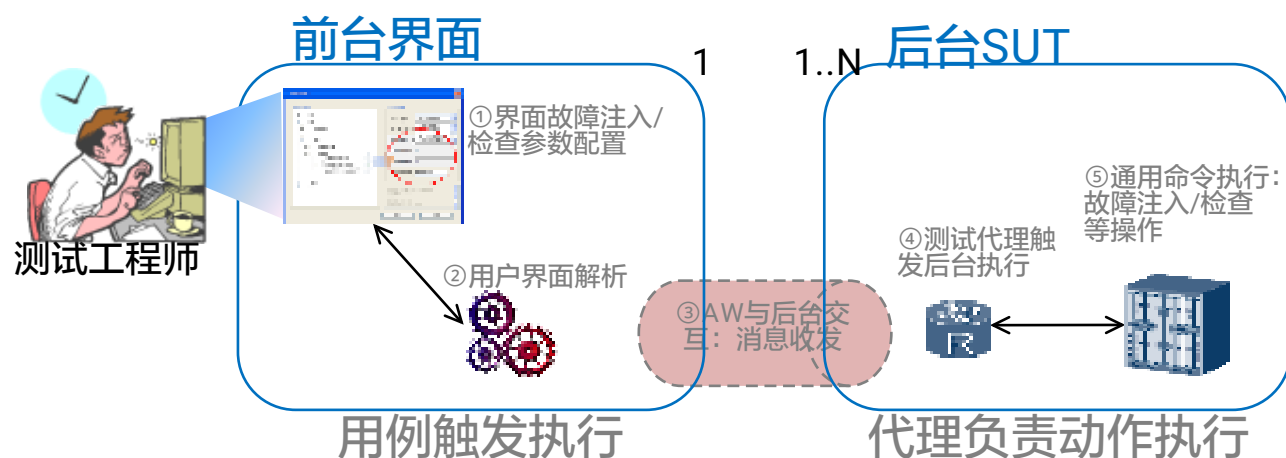 前台界面
1
1..N
后台SUT
①界面故障注入/
检查参数配置
测试工程师
②用户界面解析
③AW与后台交
互：消息收发
④测试代理触
发后台执行
⑤通用命令执行：
故障注入/检查
等操作
用例触发执行
代理负责动作执行